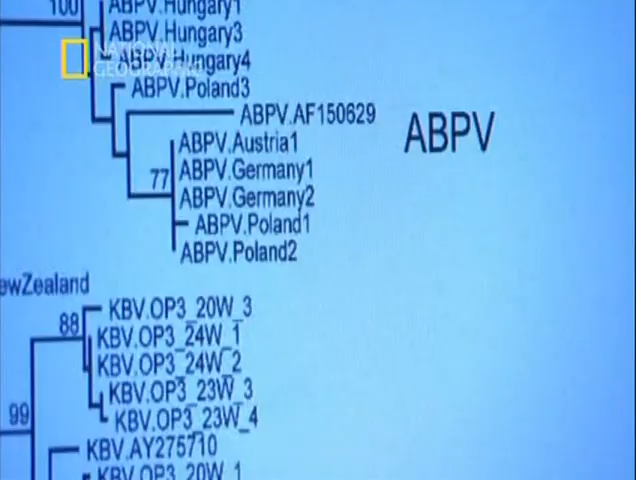 100
ABPV.Hungary1
ABPV.Hungary3
NATIONAL
GEOGRAPHIC
ABPV.Hungary4
ABPV.Poland3
ABPV.AF150629
ABPV
ABPV.Austria1
ABPV.Germany1
77
ABPV.Germany2
ABPV.Poland1
ABPV.Poland2
ewZealand
KBV.OP3_20W_3
88
KBV.OP3_24W_1
KBV.OP3_24W_2
KBV.OP3_23W_3
99
KBV.OP3_23W_4
KBV.AY275710
KBV.OP3_20W_1